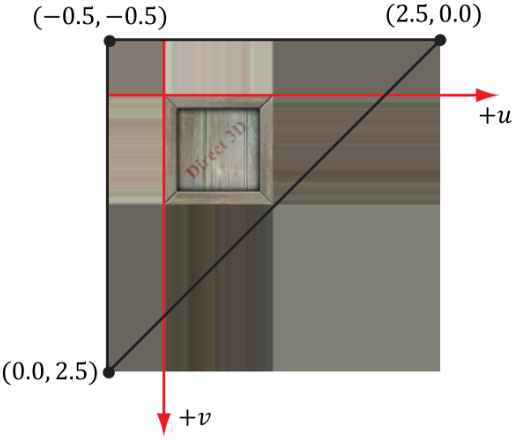 (−0.5, −0.5)
(2.5, 0.0)
+u
Direct 3D
(0.0, 2.5)
+v